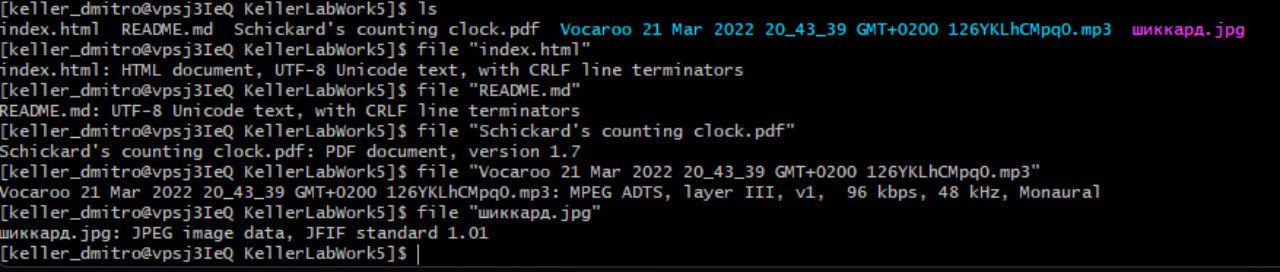 [keller_dmitro@vpsj3IeQ KellerLabWork5]$ ls
index.html  README.md  Schickard's counting clock.pdf  Vocaroo 21 Mar 2022 20_43_39 GMT+0200 126YKLhCMpqO.mp3  шиккард.jpg
[keller_dmitro@vpsj3IeQ KellerLabWork5]$ file "index.html"
index.html: HTML document, UTF-8 Unicode text, with CRLF line terminators
[keller_dmitro@vpsj3IeQ KellerLabWork5]$ file "README.md"
README.md: UTF-8 Unicode text, with CRLF line terminators
[keller_dmitro@vpsj3IeQ KellerLabWork5]$ file "Schickard's counting clock.pdf"
Schickard's counting clock.pdf: PDF document, version 1.7
[keller_dmitro@vpsj3IeQ KellerLabWork5]$ file "Vocaroo 21 Mar 2022 20_43_39 GMT+0200 126YKLhCMpqO.mp3"
Vocaroo 21 Mar 2022 20_43_39 GMT+0200 126YKLhCMpqO.mp3: MPEG ADTS, layer III, v1,  96 kbps, 48 kHz, Monaural
[keller_dmitro@vpsj3IeQ KellerLabWork5]$ file "шиккард.jpg"
шиккард.jpg: JPEG image data, JFIF standard 1.01
[keller_dmitro@vpsj3IeQ KellerLabWork5]$